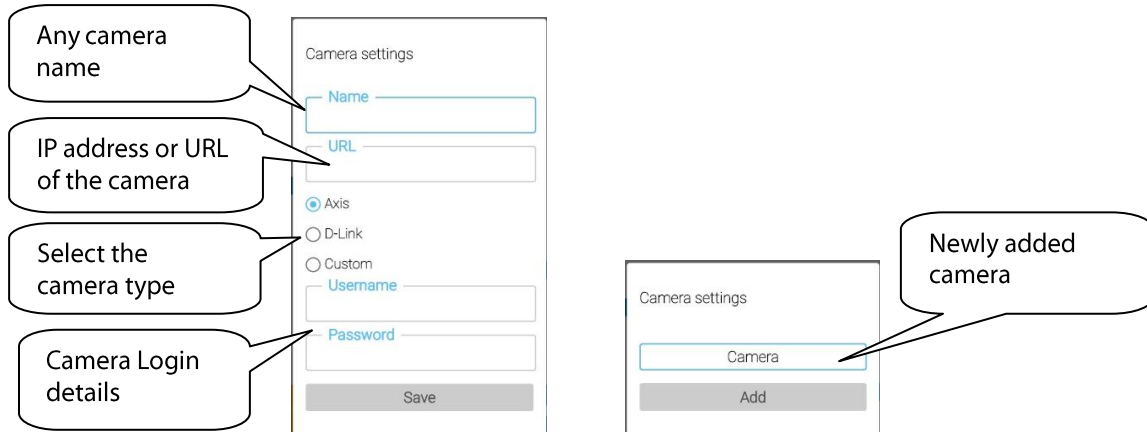 Any camera
name
IP address or URL
of the camera
Select the
camera type
Camera Login
details
Camera settings
Name
URL
Axis
D-Link
Custom
Username
Password
Save
Newly added
camera
Camera settings
Camera
Add